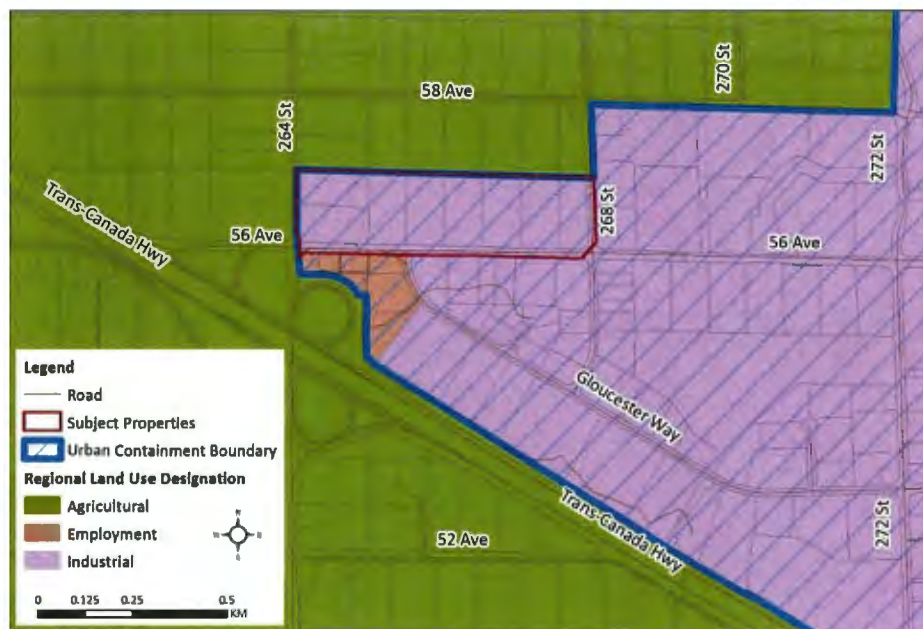 58 Ave
270 St
264 St
272 St
Trans-Canada Hwy
268 St
56 Ave
56 Ave
Gloucester Way
Trans-Canada Hwy
52 Ave
272 St
Legend
Road
Subject Properties
Urban Containment Boundary
Regional Land Use Designation
Agricultural
Employment
Industrial
N
W E
S
0 0.125 0.25 0.5
KM